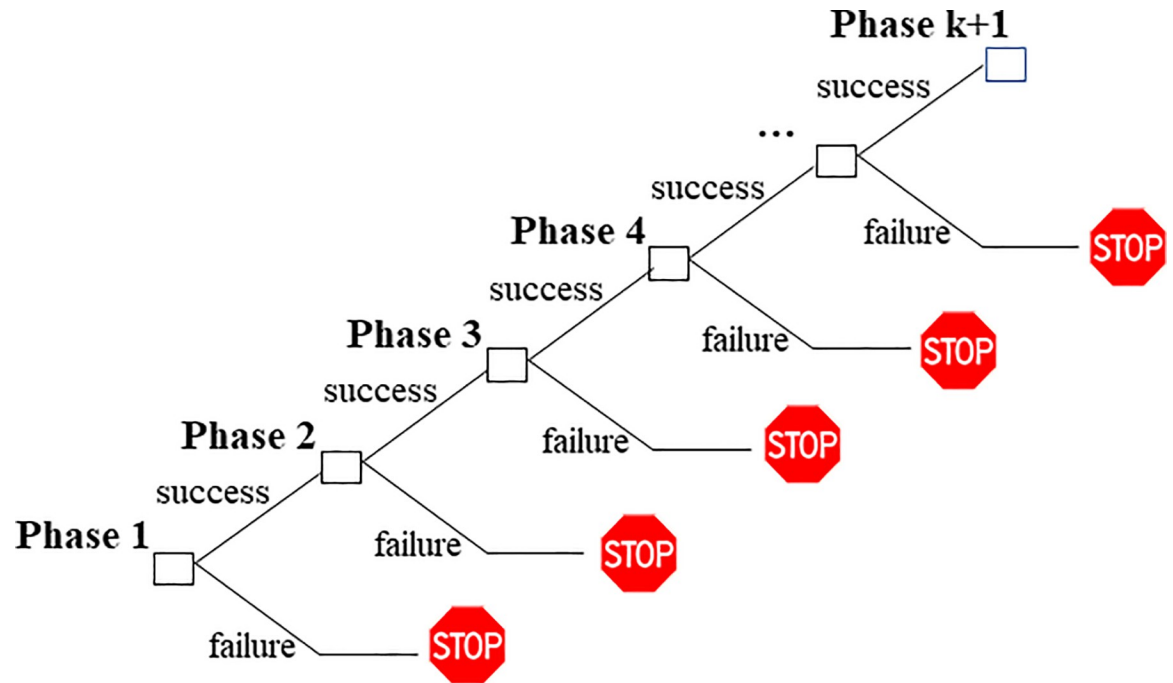 Phase k+1
success
...
success
Phase 4
failure
STOP
success
Phase 3
failure
STOP
success
Phase 2
failure
STOP
success
Phase 1
failure
STOP
failure
STOP